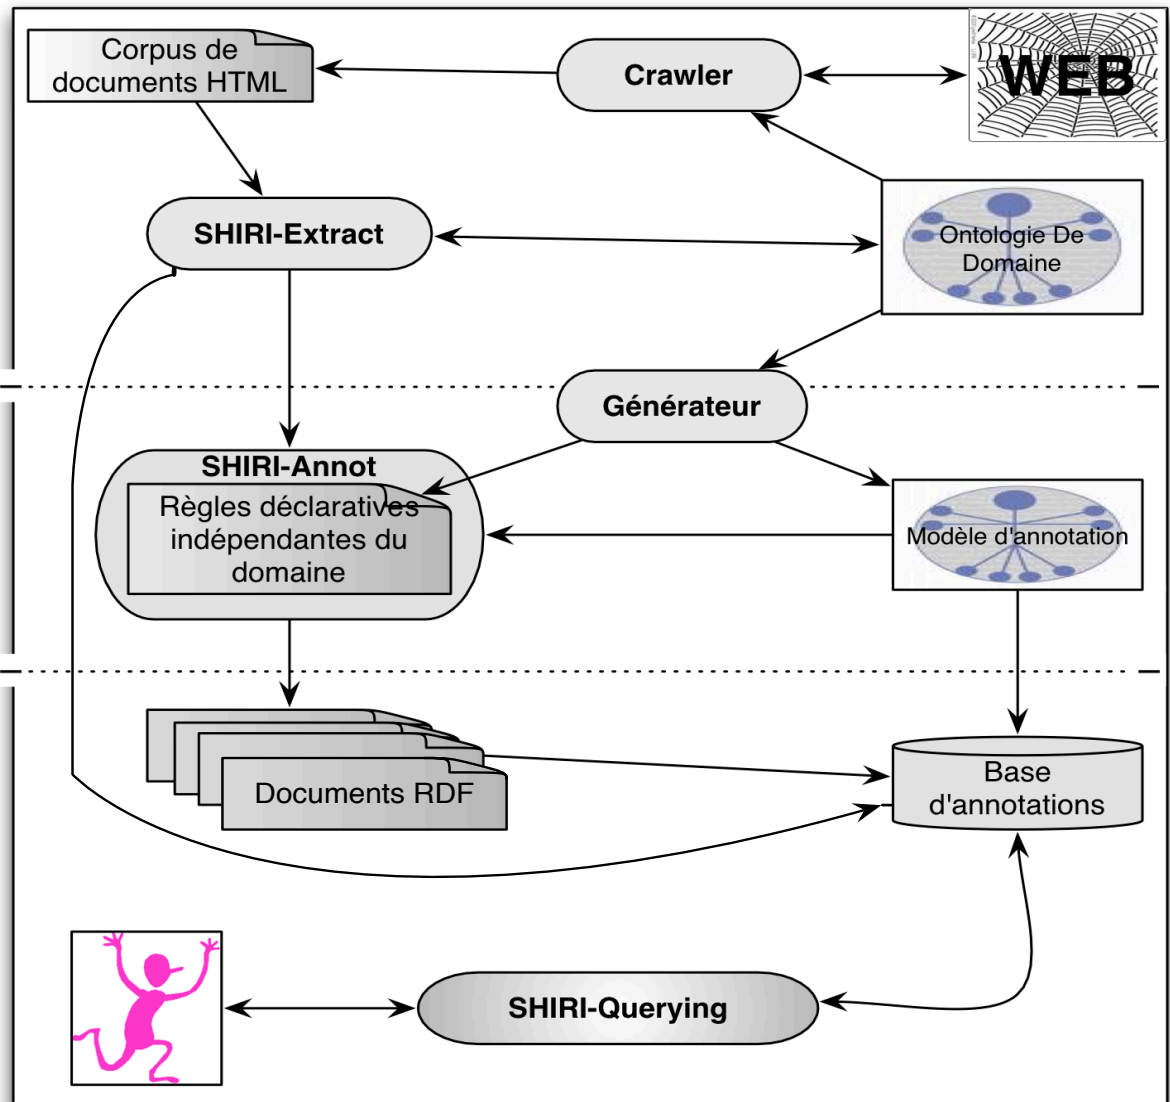 Corpus de
documents HTML
Crawler
WEB
SHIRI-Extract
Ontologie De
Domaine
Générateur
SHIRI-Annot
Règles déclaratives
indépendantes du
domaine
Modèle d'annotation
Documents RDF
Base
d'annotations
SHIRI-Querying